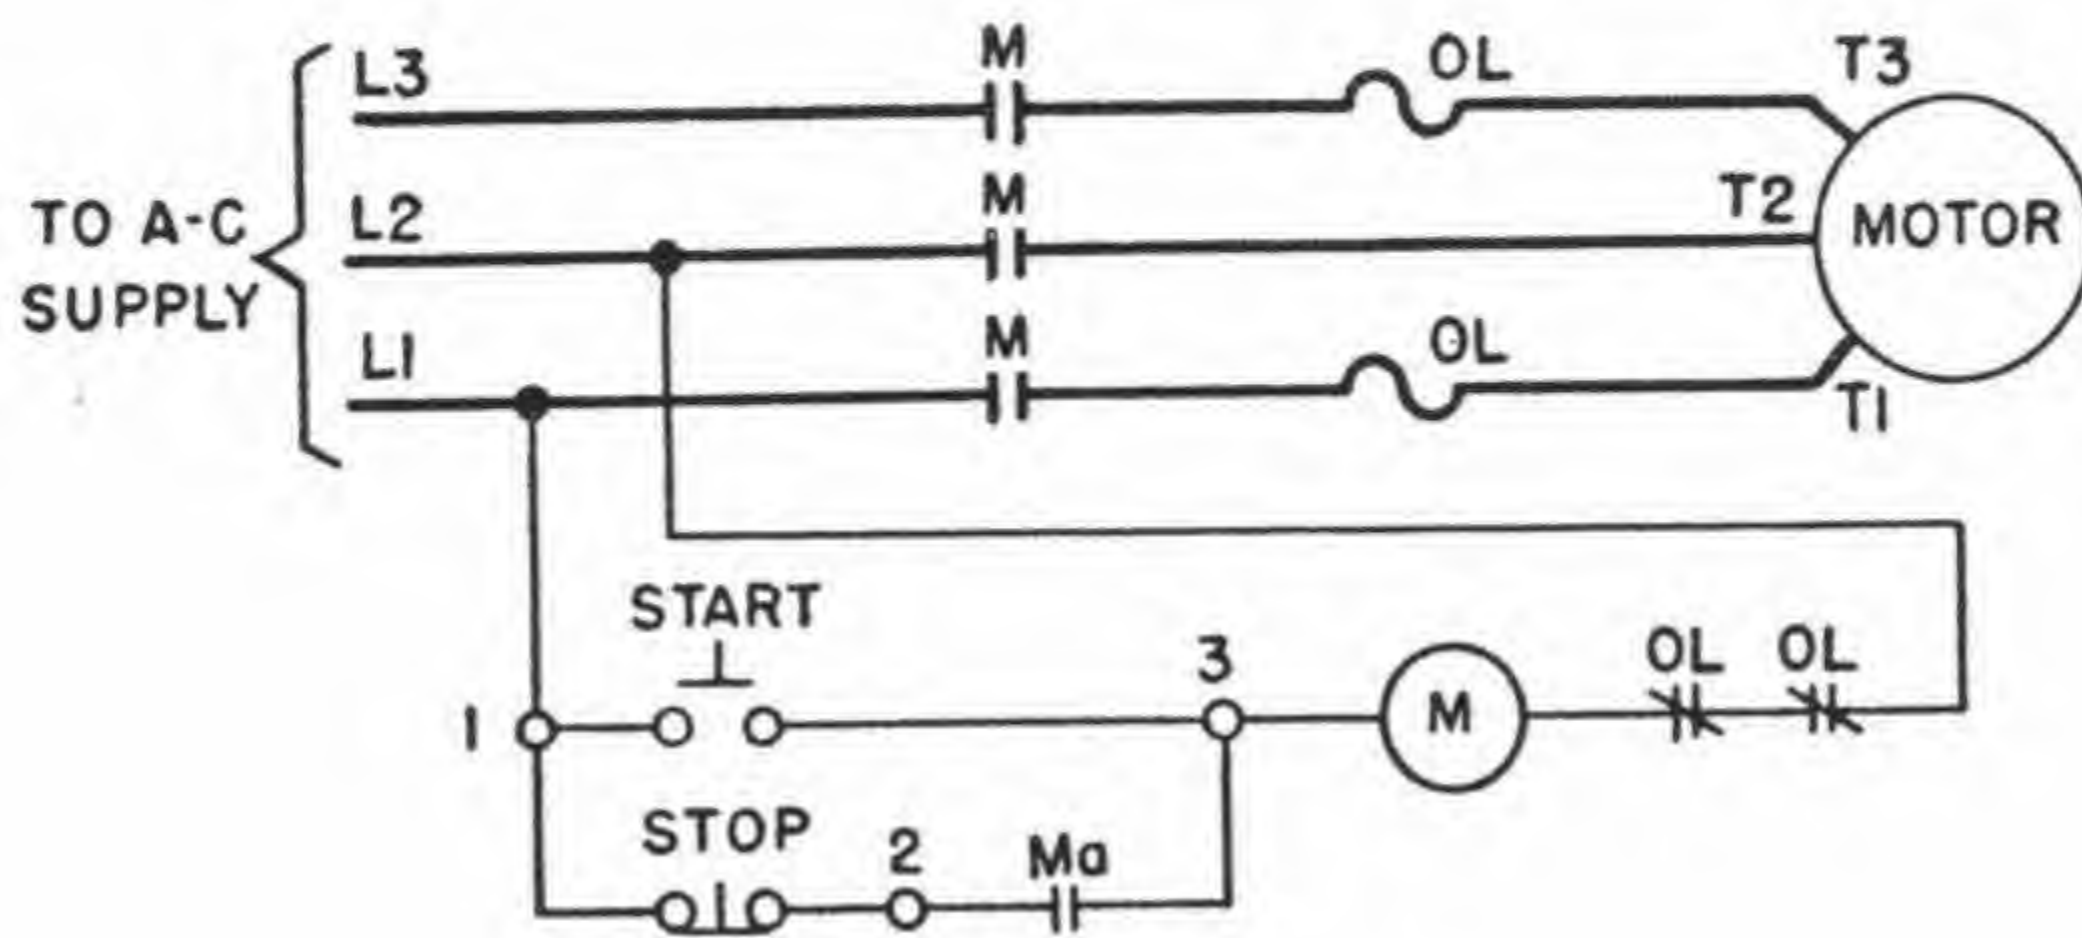 L3
M
OL
T3
TO A-C
SUPPLY
L2
M
T2
MOTOR
L1
M
OL
T1
START
1
3
M
OL
OL
STOP
2
Ma